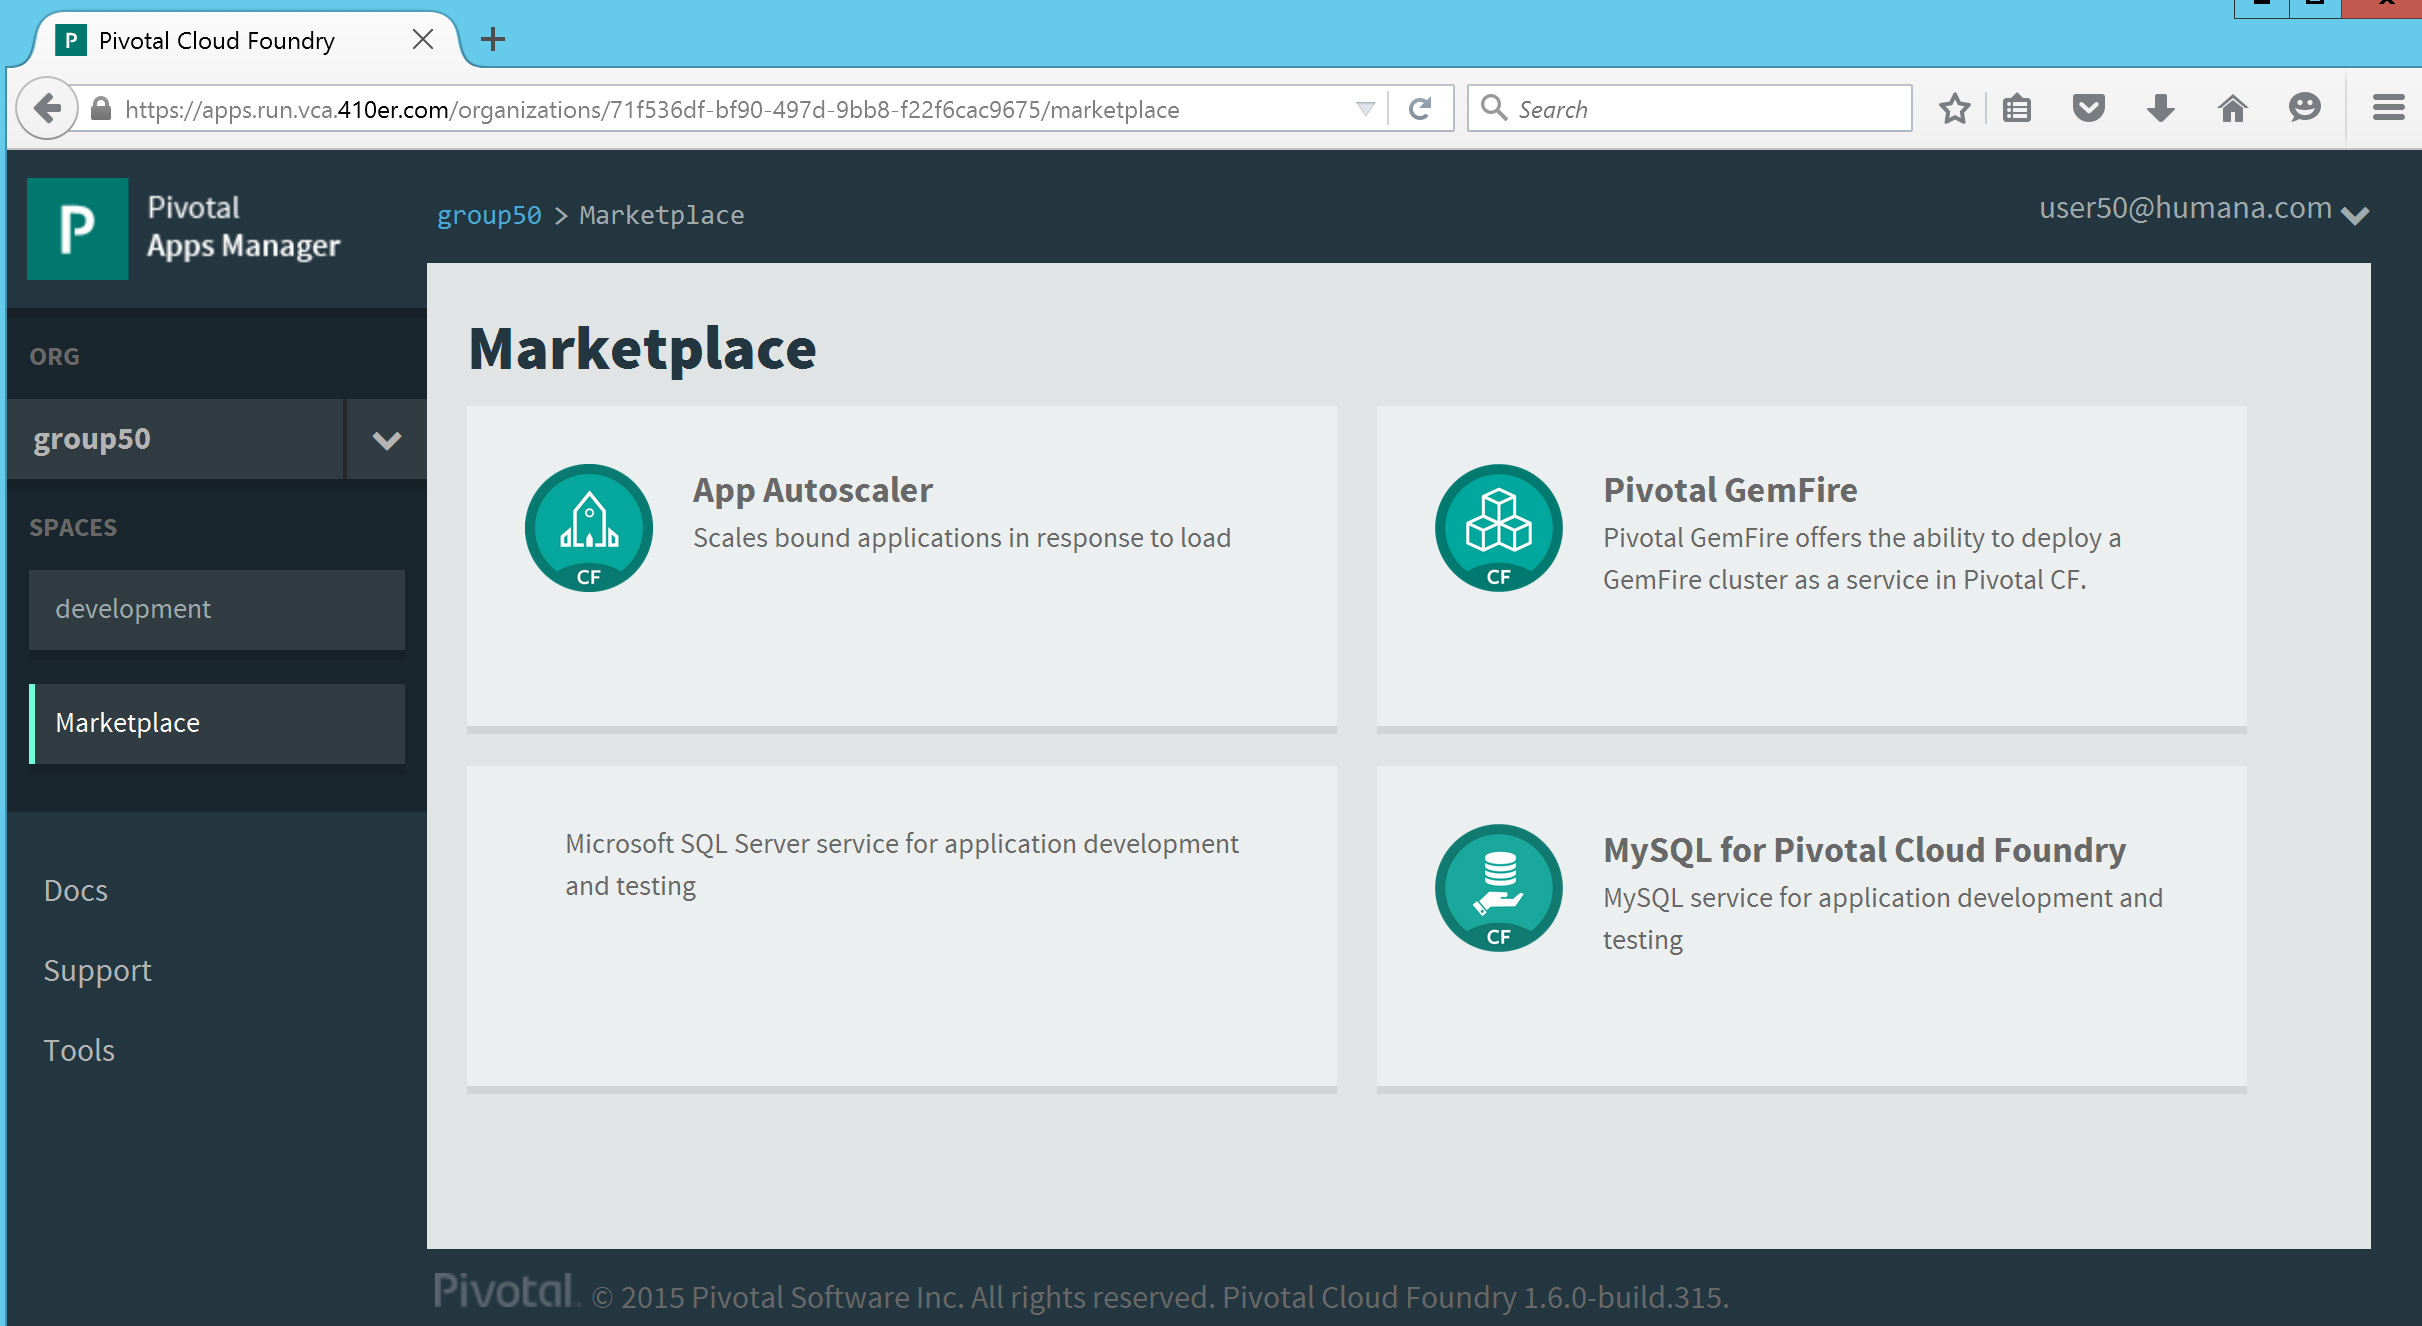 P Pivotal Cloud Foundry
https://apps.run.vca.410er.com/organizations/71f536df-bf90-497d-9bb8-f22f6cac9675/marketplace
Search
P
Pivotal
Apps Manager
group50 > Marketplace
user50@humana.com
ORG
group50
SPACES
development
Marketplace
Docs
Support
Tools
Marketplace
CF
App Autoscaler
Scales bound applications in response to load
CF
Pivotal GemFire
Pivotal GemFire offers the ability to deploy a
GemFire cluster as a service in Pivotal CF.
Microsoft SQL Server service for application development
and testing
CF
MySQL for Pivotal Cloud Foundry
MySQL service for application development and
testing
Pivotal. © 2015 Pivotal Software Inc. All rights reserved. Pivotal Cloud Foundry 1.6.0-build.315.